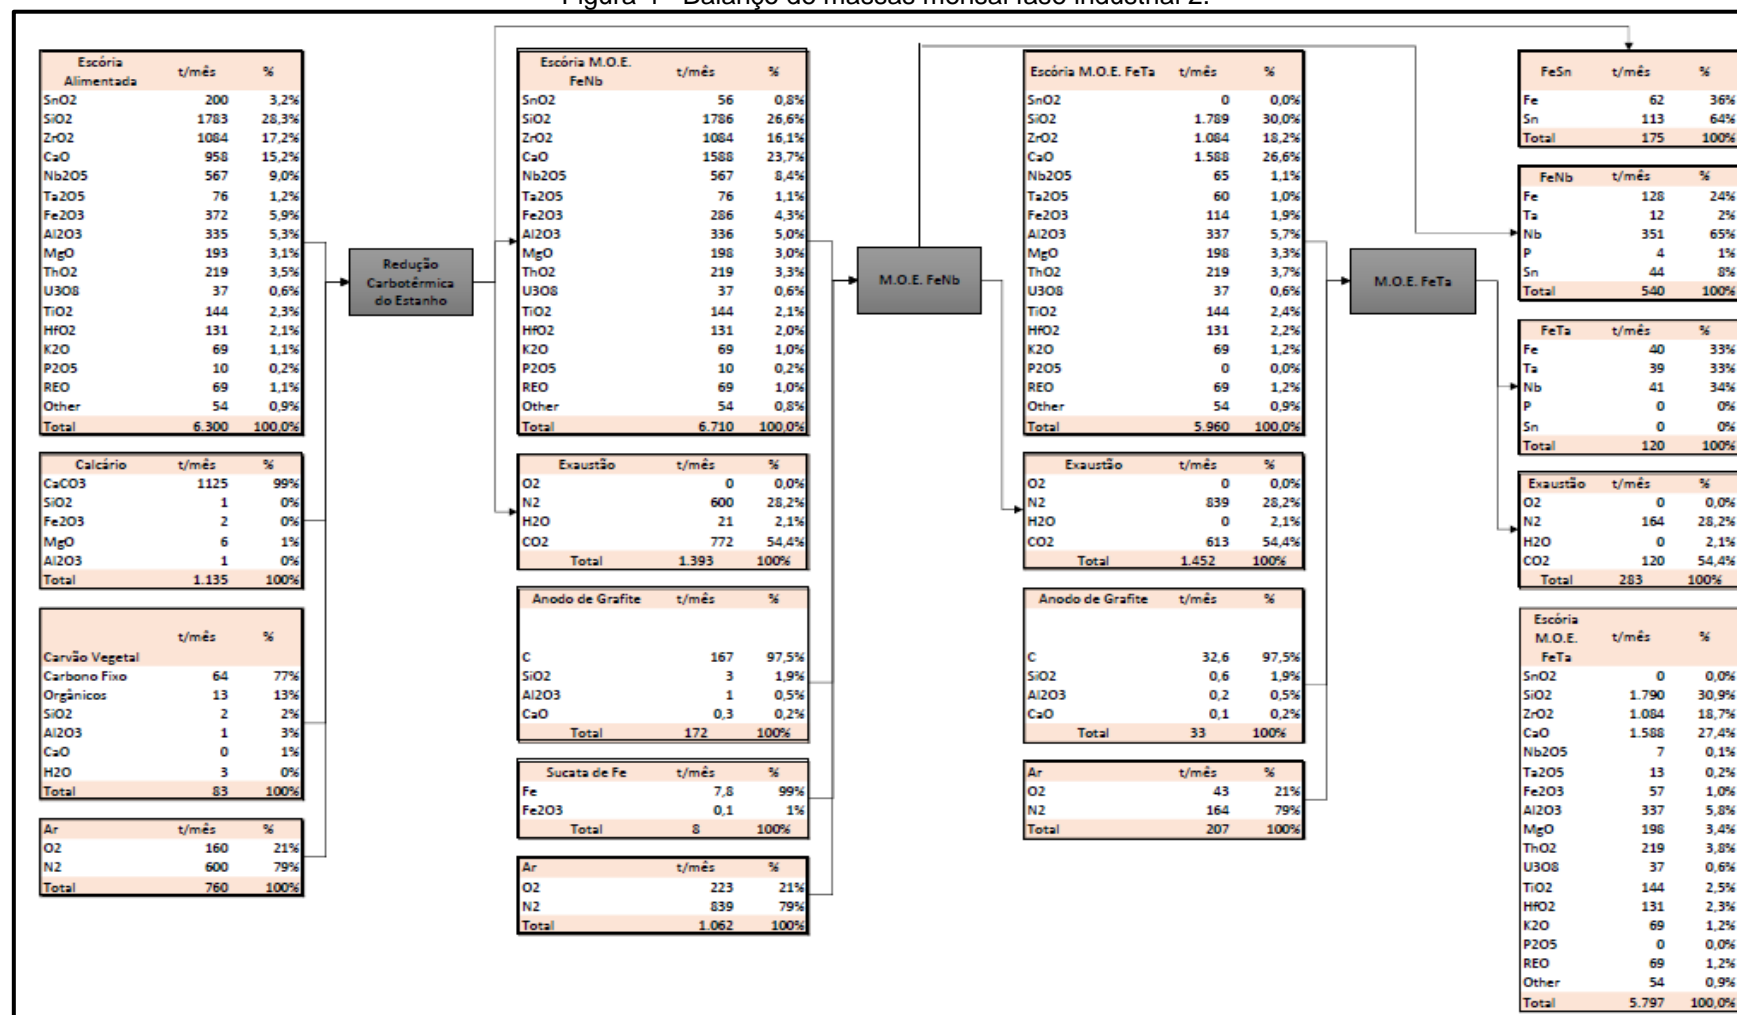 Figura 4 - Balanço de massas mensal fase industrial 2.
Escória Alimentada t/mês %
SnO2 200 3,2%
SiO2 1783 28,3%
ZrO2 1084 17,2%
CaO 958 15,2%
Nb2O5 567 9,0%
Ta2O5 76 1,2%
Fe2O3 372 5,9%
Al2O3 335 5,3%
MgO 193 3,1%
ThO2 219 3,5%
U3O8 37 0,6%
TiO2 144 2,3%
HfO2 131 2,1%
K2O 69 1,1%
P2O5 10 0,2%
REO 69 1,1%
Other 54 0,9%
Total 6.300 100,0%
Calcário t/mês %
CaCO3 1125 99%
SiO2 1 0%
Fe2O3 2 0%
MgO 6 1%
Al2O3 1 0%
Total 1.135 100%
Carvão Vegetal t/mês %
Carbono Fixo 64 77%
Orgânicos 13 13%
SiO2 2 2%
Al2O3 1 3%
CaO 0 1%
H2O 3 0%
Total 83 100%
Ar t/mês %
O2 160 21%
N2 600 79%
Total 760 100%
Redução
Carbotérmica
do Estanho
Escória M.O.E.
FeNb t/mês %
SnO2 56 0,8%
SiO2 1786 26,6%
ZrO2 1084 16,1%
CaO 1588 23,7%
Nb2O5 567 8,4%
Ta2O5 76 1,1%
Fe2O3 286 4,3%
Al2O3 336 5,0%
MgO 198 3,0%
ThO2 219 3,3%
U3O8 37 0,6%
TiO2 144 2,1%
HfO2 131 2,0%
K2O 69 1,0%
P2O5 10 0,2%
REO 69 1,0%
Other 54 0,8%
Total 6.710 100,0%
Exaustão t/mês %
O2 0 0,0%
N2 600 28,2%
H2O 21 2,1%
CO2 772 54,4%
Total 1.393 100%
Anodo de Grafite t/mês %
C 167 97,5%
SiO2 3 1,9%
Al2O3 1 0,5%
CaO 0,3 0,2%
Total 172 100%
Sucata de Fe t/mês %
Fe 7,8 99%
Fe2O3 0,1 1%
Total 8 100%
Ar t/mês %
O2 223 21%
N2 839 79%
Total 1.062 100%
M.O.E. FeNb
Escória M.O.E. FeTa t/mês %
SnO2 0 0,0%
SiO2 1.789 30,0%
ZrO2 1.084 18,2%
CaO 1.588 26,6%
Nb2O5 65 1,1%
Ta2O5 60 1,0%
Fe2O3 114 1,9%
Al2O3 337 5,7%
MgO 198 3,3%
ThO2 219 3,7%
U3O8 37 0,6%
TiO2 144 2,4%
HfO2 131 2,2%
K2O 69 1,2%
P2O5 0 0,0%
REO 69 1,2%
Other 54 0,9%
Total 5.960 100,0%
Exaustão t/mês %
O2 0 0,0%
N2 839 28,2%
H2O 0 2,1%
CO2 613 54,4%
Total 1.452 100%
Anodo de Grafite t/mês %
C 32,6 97,5%
SiO2 0,6 1,9%
Al2O3 0,2 0,5%
CaO 0,1 0,2%
Total 33 100%
Ar t/mês %
O2 43 21%
N2 164 79%
Total 207 100%
M.O.E. FeTa
FeSn t/mês %
Fe 62 36%
Sn 113 64%
Total 175 100%
FeNb t/mês %
Fe 128 24%
Ta 12 2%
Nb 351 65%
P 4 1%
Sn 44 8%
Total 540 100%
FeTa t/mês %
Fe 40 33%
Ta 39 33%
Nb 41 34%
P 0 0%
Sn 0 0%
Total 120 100%
Exaustão t/mês %
O2 0 0,0%
N2 164 28,2%
H2O 0 2,1%
CO2 120 54,4%
Total 283 100%
Escória
M.O.E. t/mês %
FeTa
SnO2 0 0,0%
SiO2 1.790 30,9%
ZrO2 1.084 18,7%
CaO 1.588 27,4%
Nb2O5 7 0,1%
Ta2O5 13 0,2%
Fe2O3 57 1,0%
Al2O3 337 5,8%
MgO 198 3,4%
ThO2 219 3,8%
U3O8 37 0,6%
TiO2 144 2,5%
HfO2 131 2,3%
K2O 69 1,2%
P2O5 0 0,0%
REO 69 1,2%
Other 54 0,9%
Total 5.797 100,0%